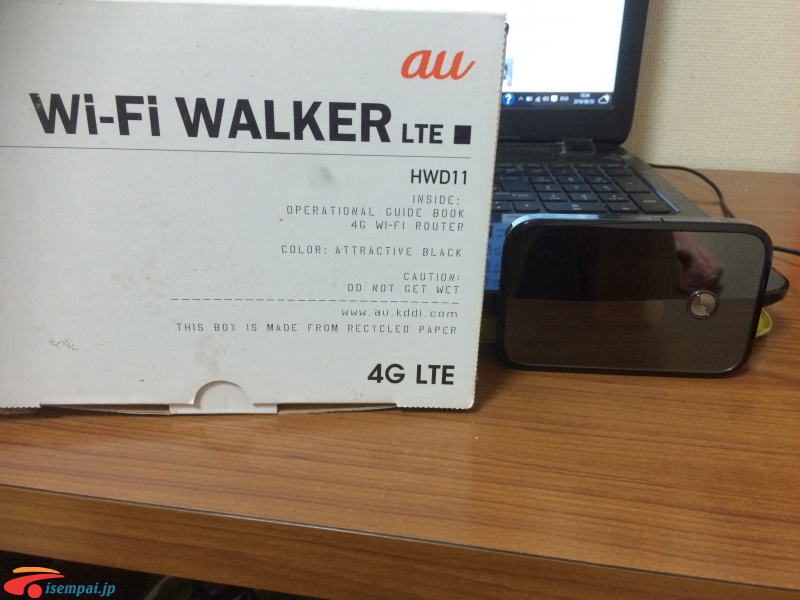 au
Wi-Fi WALKER LTE ■
HWD11
INSIDE:
OPERATIONAL GUIDE BOOK
4G WI-FI ROUTER
COLOR: ATTRACTIVE BLACK
CAUTION:
DO NOT GET WET
www.au.kddi.com
THIS BOX IS MADE FROM RECYCLED PAPER
4G LTE
isempai.jp